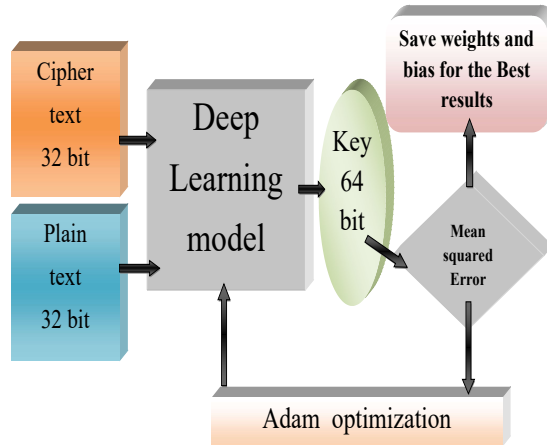 Cipher
text
32 bit
Plain
text
32 bit
Deep
Learning
model
Key
64
bit
Save weights and
bias for the Best
results
Mean
squared
Error
Adam optimization